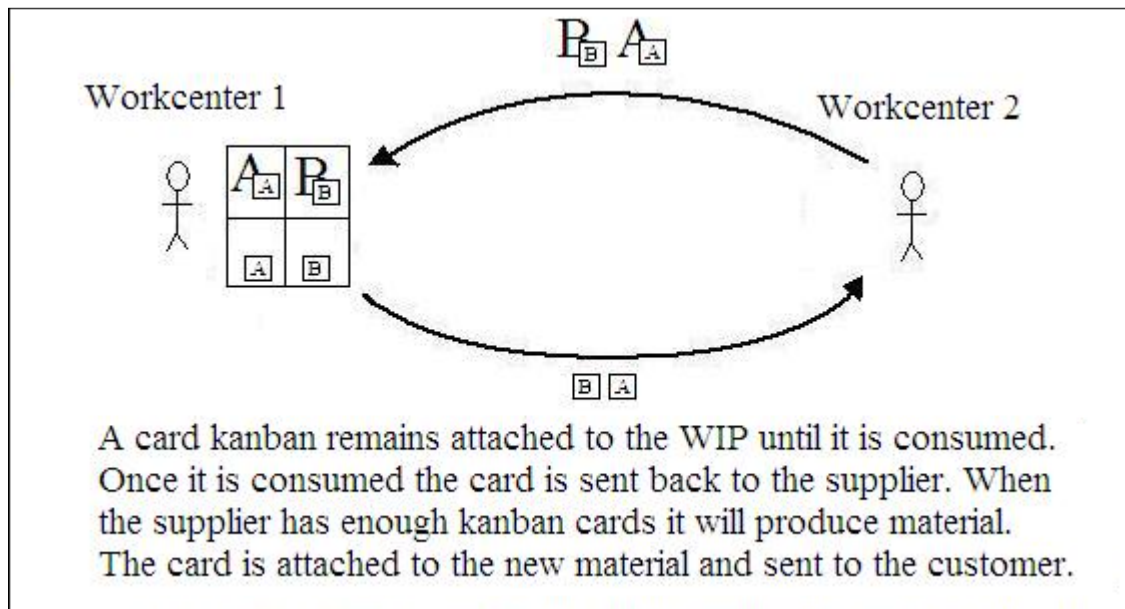 B B A A
Workcenter 1
Workcenter 2
A A B B
A B
B A
A card kanban remains attached to the WIP until it is consumed.
Once it is consumed the card is sent back to the supplier. When
the supplier has enough kanban cards it will produce material.
The card is attached to the new material and sent to the customer.